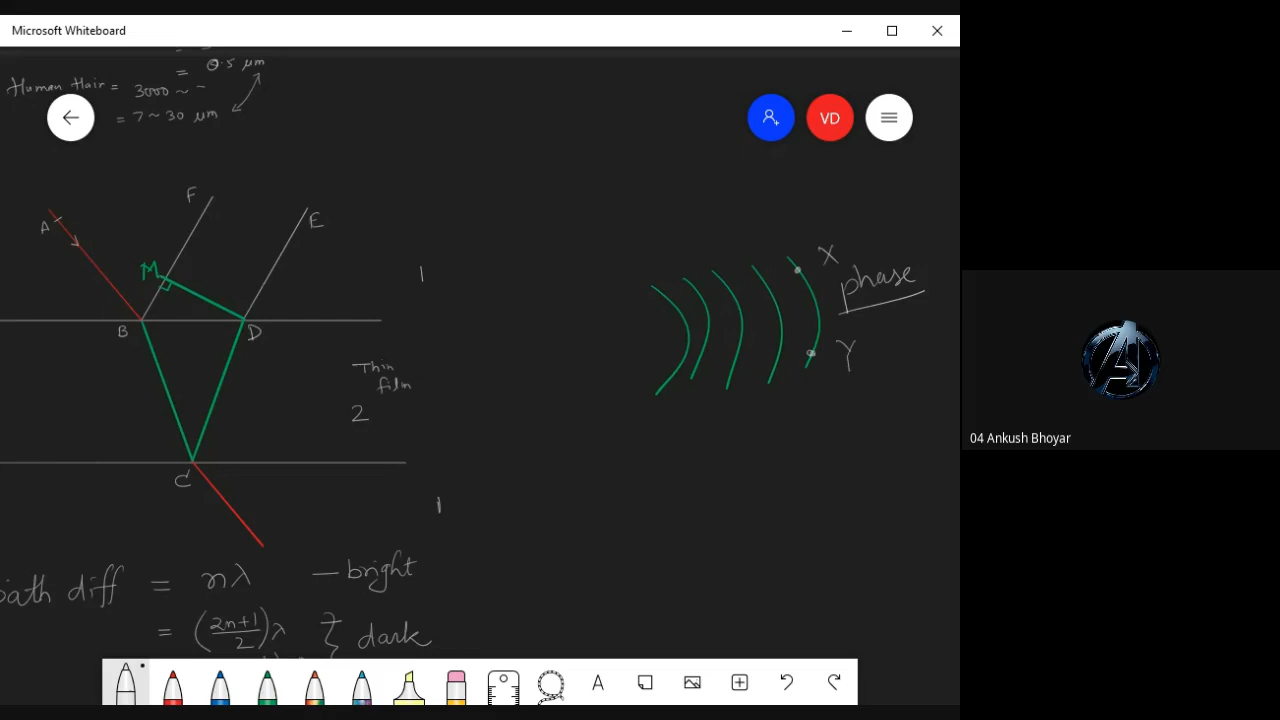 Microsoft Whiteboard
= 0.5 μm
Human Hair = 3000 ~
= 7 ~ 30 μm
VD
F
A
E
M
X
phase
1
B
D
Y
Thin
film
2
C
1
path diff = nλ — bright
= (2n+1/2)λ } dark
A
04 Ankush Bhoyar